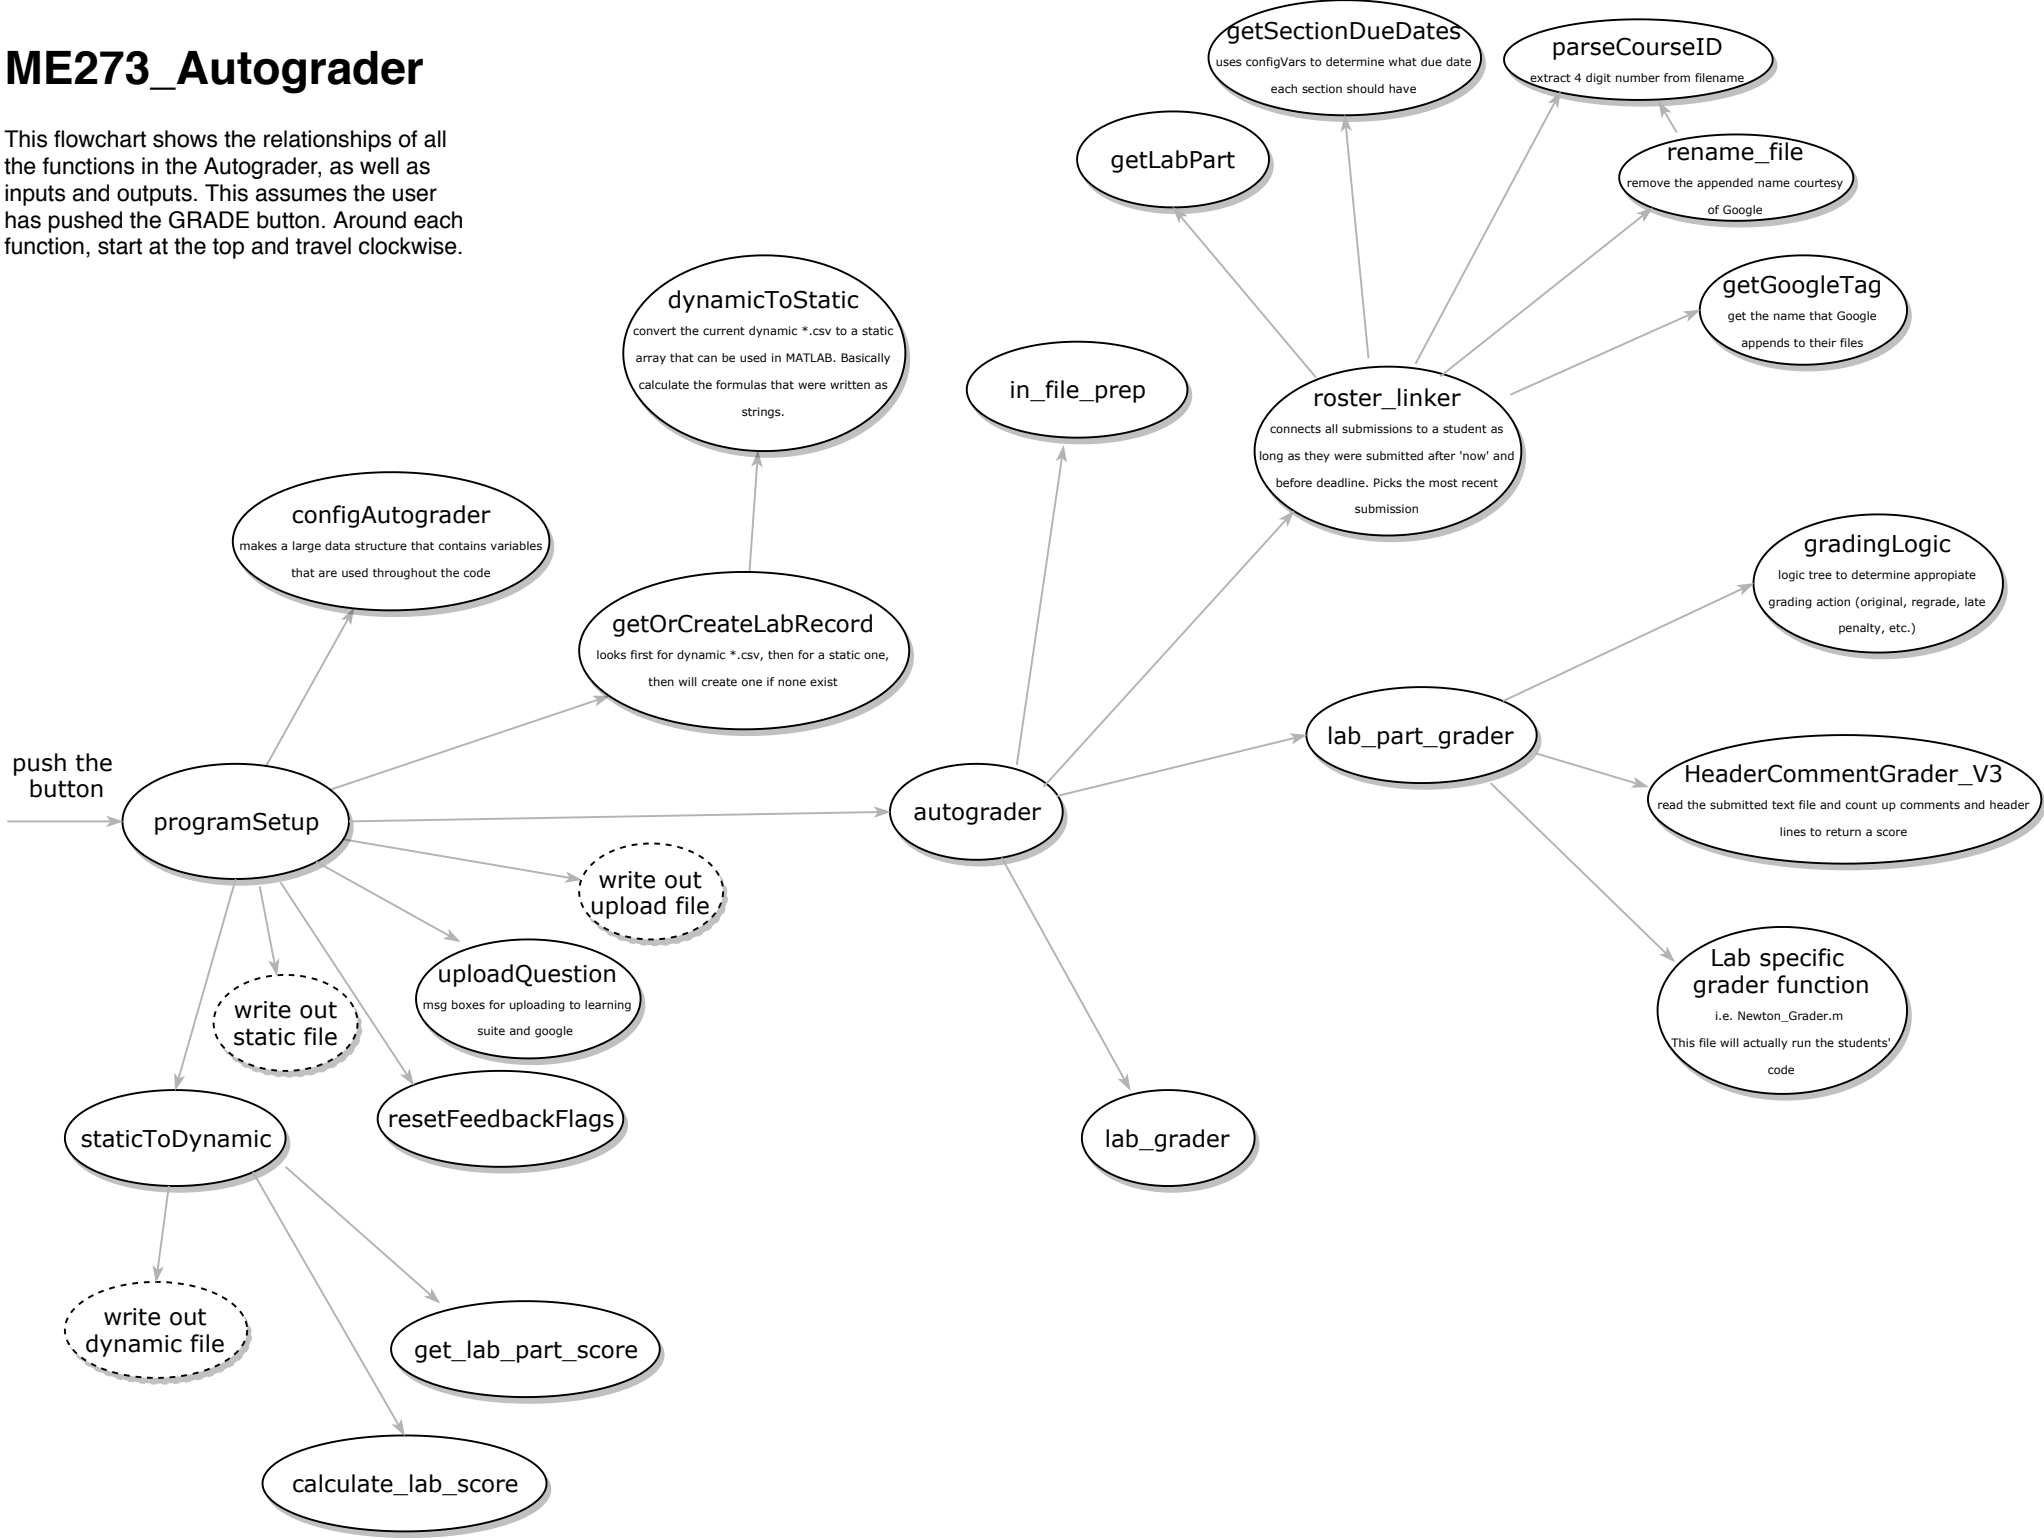 ME273_Autograder
This flowchart shows the relationships of all
the functions in the Autograder, as well as
inputs and outputs. This assumes the user
has pushed the GRADE button. Around each
function, start at the top and travel clockwise.
getSectionDueDates
uses configVars to determine what due date
each section should have
parseCourseID
extract 4 digit number from filename
getLabPart
rename_file
remove the appended name courtesy
of Google
getGoogleTag
get the name that Google
appends to their files
dynamicToStatic
convert the current dynamic *.csv to a static
array that can be used in MATLAB. Basically
calculate the formulas that were written as
strings.
in_file_prep
roster_linker
connects all submissions to a student as
long as they were submitted after 'now' and
before deadline. Picks the most recent
submission
configAutograder
makes a large data structure that contains variables
that are used throughout the code
gradingLogic
logic tree to determine appropiate
grading action (original, regrade, late
penalty, etc.)
getOrCreateLabRecord
looks first for dynamic *.csv, then for a static one,
then will create one if none exist
lab_part_grader
push the
button
programSetup
autograder
HeaderCommentGrader_V3
read the submitted text file and count up comments and header
lines to return a score
write out
upload file
uploadQuestion
msg boxes for uploading to learning
suite and google
write out
static file
Lab specific
grader function
i.e. Newton_Grader.m
This file will actually run the students'
code
staticToDynamic
resetFeedbackFlags
lab_grader
write out
dynamic file
get_lab_part_score
calculate_lab_score